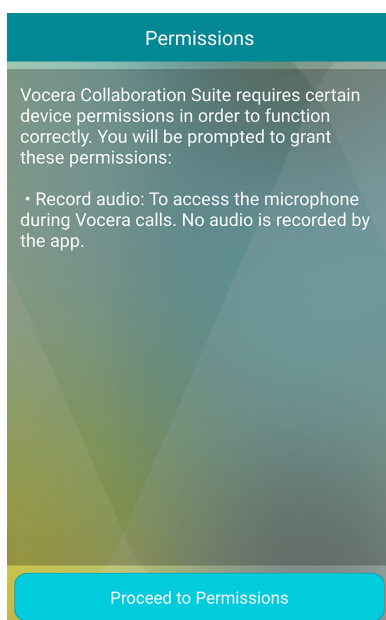 Permissions
Vocera Collaboration Suite requires certain
device permissions in order to function
correctly. You will be prompted to grant
these permissions:
• Record audio: To access the microphone
during Vocera calls. No audio is recorded by
the app.
Proceed to Permissions